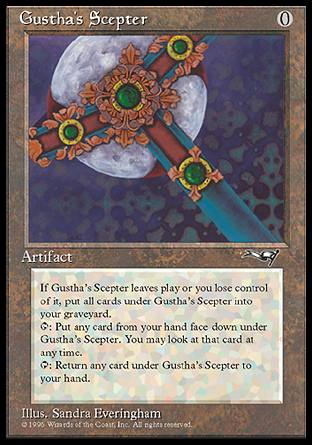 Gustha's Scepter 0
Artifact
If Gustha's Scepter leaves play or you lose control
of it, put all cards under Gustha's Scepter into
your graveyard.
: Put any card from your hand face down under
Gustha's Scepter. You may look at that card at
any time.
: Return any card under Gustha's Scepter to
your hand.
Illus. Sandra Everingham
©1996 Wizards of the Coast, Inc. All rights reserved.